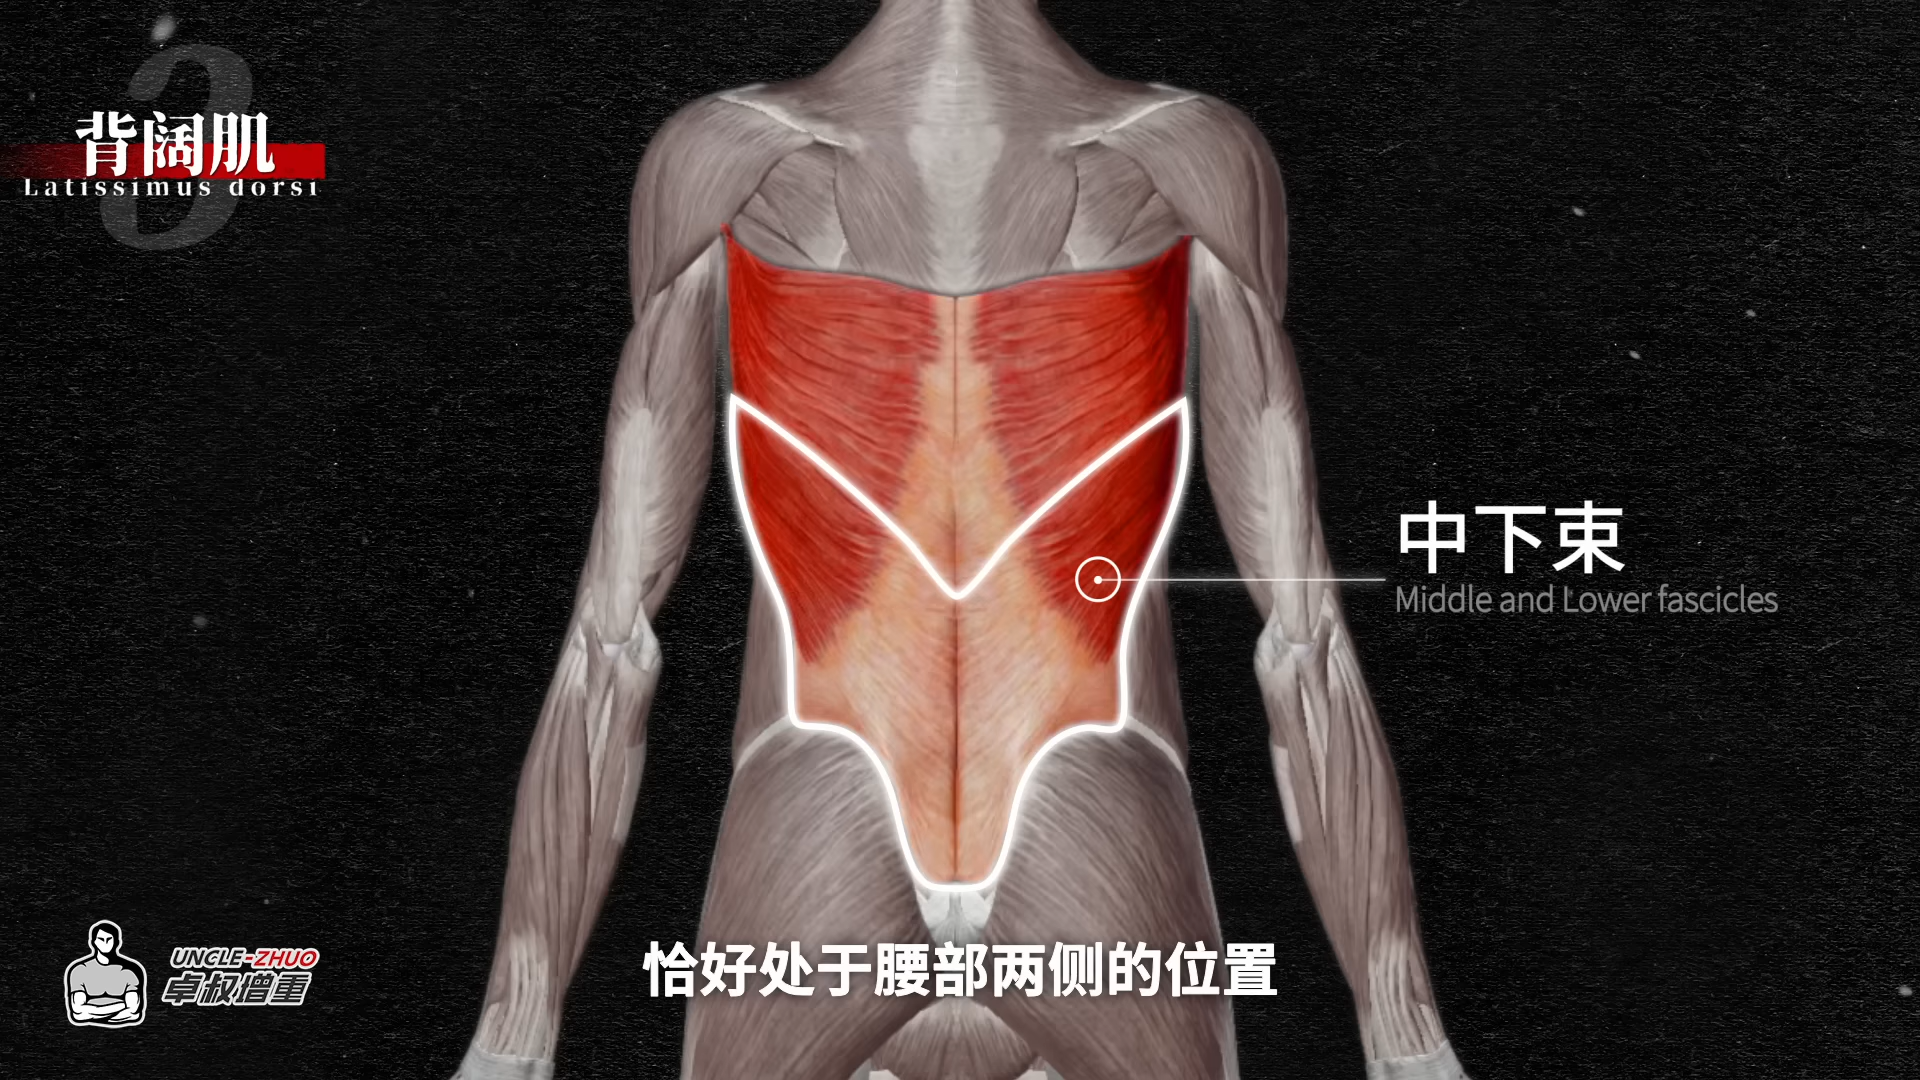 3
背阔肌
Latissimus dorsi
中下束
Middle and Lower fascicles
恰好处于腰部两侧的位置
UNCLE-ZHUO
卓叔增重